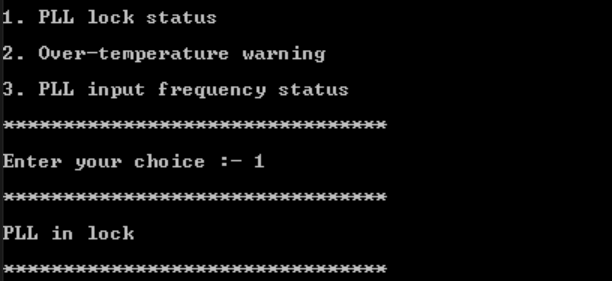 1. PLL lock status
2. Over-temperature warning
3. PLL input frequency status
********************************
Enter your choice :- 1
********************************
PLL in lock
********************************